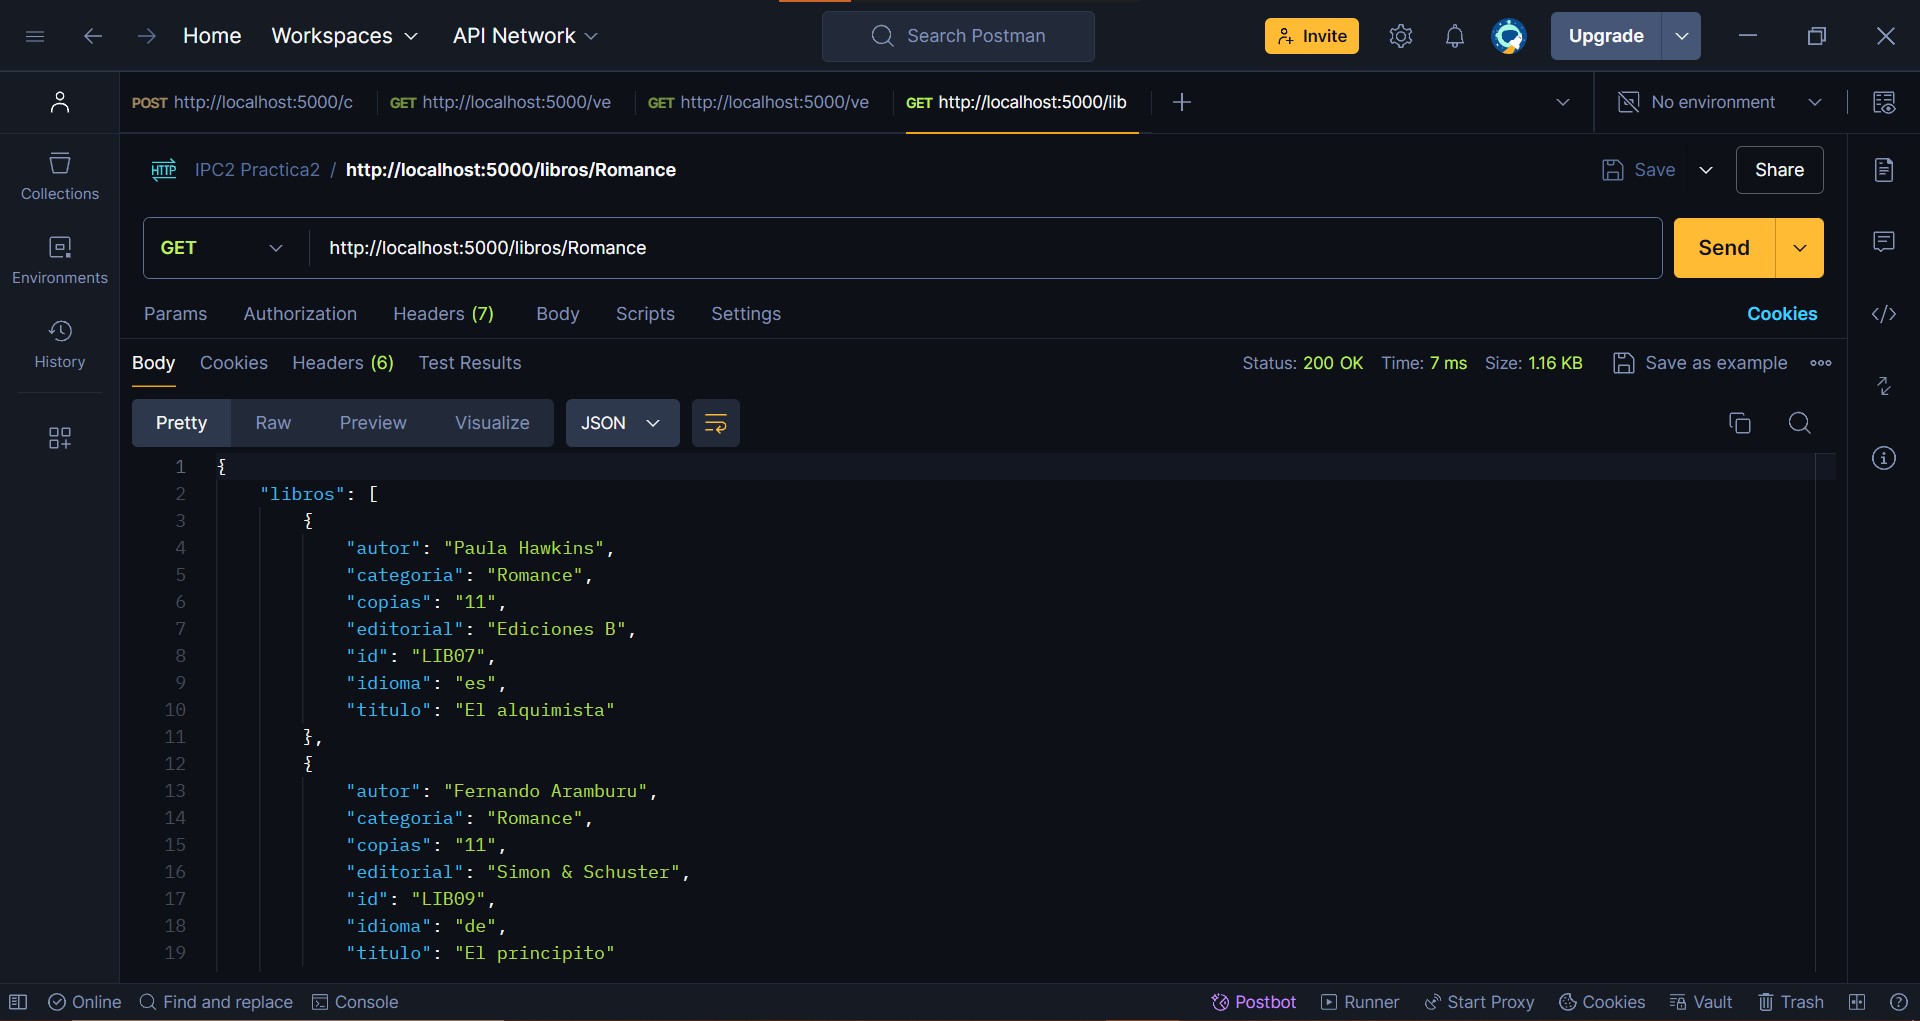 Home Workspaces API Network Search Postman Invite Upgrade
POST http://localhost:5000/c GET http://localhost:5000/ve GET http://localhost:5000/ve GET http://localhost:5000/lib No environment
HTTP IPC2 Practica2 / http://localhost:5000/libros/Romance Save Share
Collections
GET http://localhost:5000/libros/Romance Send
Environments
Params Authorization Headers (7) Body Scripts Settings Cookies
History
Body Cookies Headers (6) Test Results Status: 200 OK Time: 7 ms Size: 1.16 KB Save as example
Pretty Raw Preview Visualize JSON
1 {
2 "libros": [
3 {
4 "autor": "Paula Hawkins",
5 "categoria": "Romance",
6 "copias": "11",
7 "editorial": "Ediciones B",
8 "id": "LIB07",
9 "idioma": "es",
10 "titulo": "El alquimista"
11 },
12 {
13 "autor": "Fernando Aramburu",
14 "categoria": "Romance",
15 "copias": "11",
16 "editorial": "Simon & Schuster",
17 "id": "LIB09",
18 "idioma": "de",
19 "titulo": "El principito"
Online Find and replace Console Postbot Runner Start Proxy Cookies Vault Trash